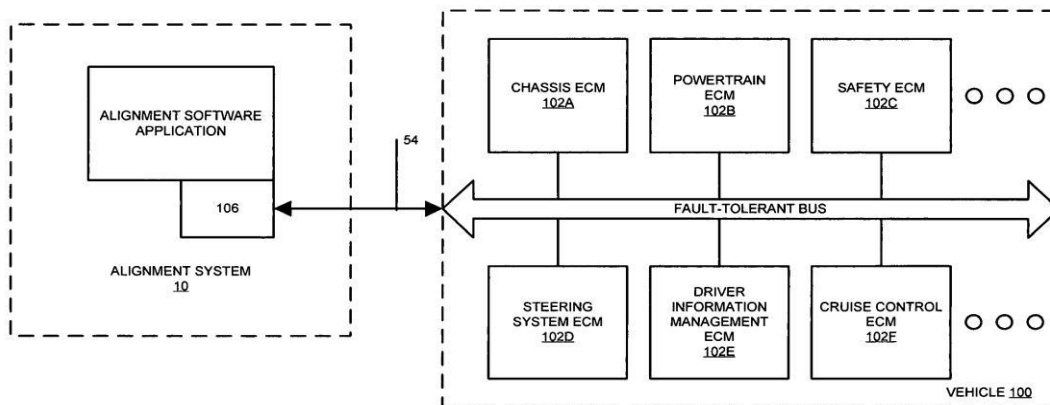 ALIGNMENT SOFTWARE
APPLICATION
106
ALIGNMENT SYSTEM
10
54
CHASSIS ECM
102A
POWERTRAIN
ECM
102B
SAFETY ECM
102C
FAULT-TOLERANT BUS
STEERING
SYSTEM ECM
102D
DRIVER
INFORMATION
MANAGEMENT
ECM
102E
CRUISE CONTROL
ECM
102F
VEHICLE 100